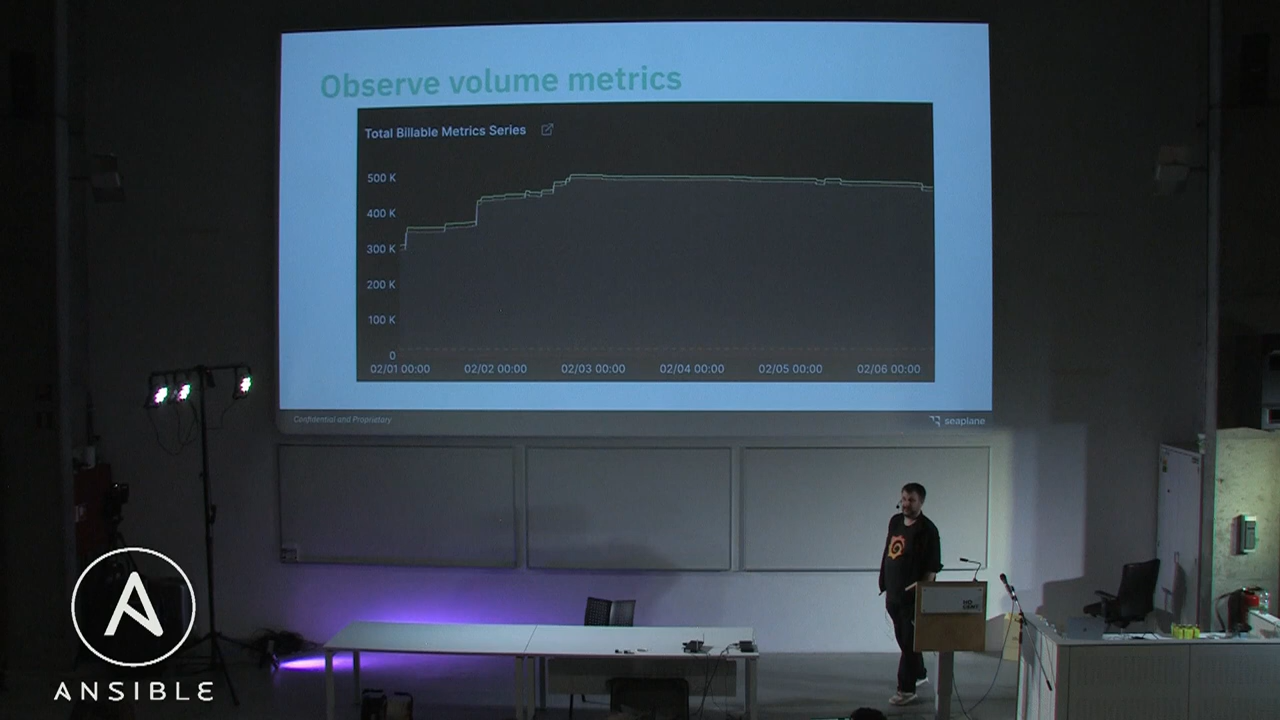 Observe volume metrics
Total Billable Metrics Series
500 K
400 K
300 K
200 K
100 K
0
02/01 00:00 02/02 00:00 02/03 00:00 02/04 00:00 02/05 00:00 02/06 00:00
Confidential and Proprietary
seaplane
ANSIBLE